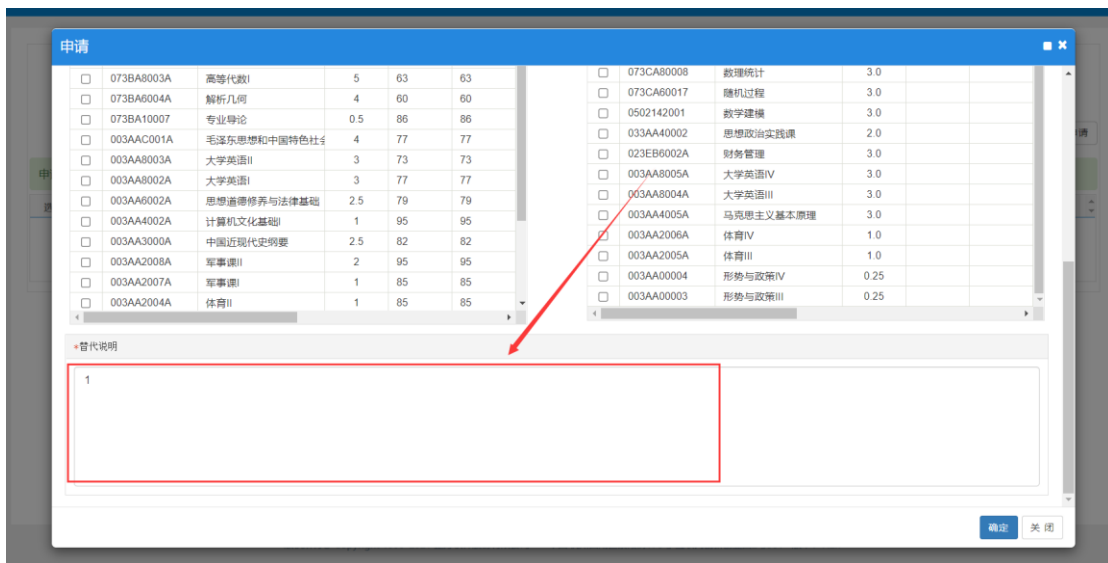 申请
073BA8003A 高等代数I 5 63 63
073BA6004A 解析几何 4 60 60
073BA10007 专业导论 0.5 86 86
003AAC001A 毛泽东思想和中国特色社会 4 77 77
003AA8003A 大学英语II 3 73 73
003AA8002A 大学英语I 3 77 77
003AA6002A 思想道德修养与法律基础 2.5 79 79
003AA4002A 计算机文化基础I 1 95 95
003AA3000A 中国近现代史纲要 2.5 82 82
003AA2008A 军事课II 2 95 95
003AA2007A 军事课I 1 85 85
003AA2004A 体育II 1 85 85
073CA80008 数理统计 3.0
073CA60017 随机过程 3.0
0502142001 数学建模 3.0
033AA40002 思想政治实践课 2.0
023EB6002A 财务管理 3.0
003AA8005A 大学英语IV 3.0
003AA8004A 大学英语III 3.0
003AA4005A 马克思主义基本原理 3.0
003AA2006A 体育IV 1.0
003AA2005A 体育III 1.0
003AA00004 形势与政策IV 0.25
003AA00003 形势与政策III 0.25
*替代说明
1
确定 关闭